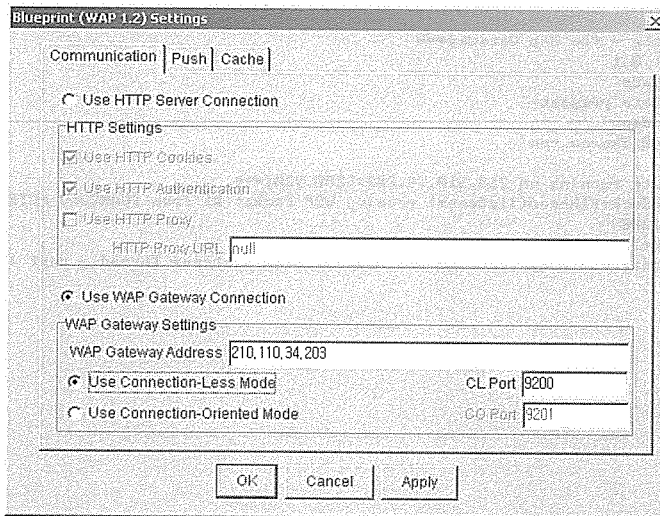 Blueprint (WAP 1.2) Settings
Communication Push Cache
Use HTTP Server Connection
HTTP Settings
Use HTTP Cookies
Use HTTP Authentication
Use HTTP Proxy
HTTP Proxy URL null
Use WAP Gateway Connection
WAP Gateway Settings
WAP Gateway Address 210,110,34,203
Use Connection-Less Mode CL Port 9200
Use Connection-Oriented Mode CO Port 9201
OK Cancel Apply